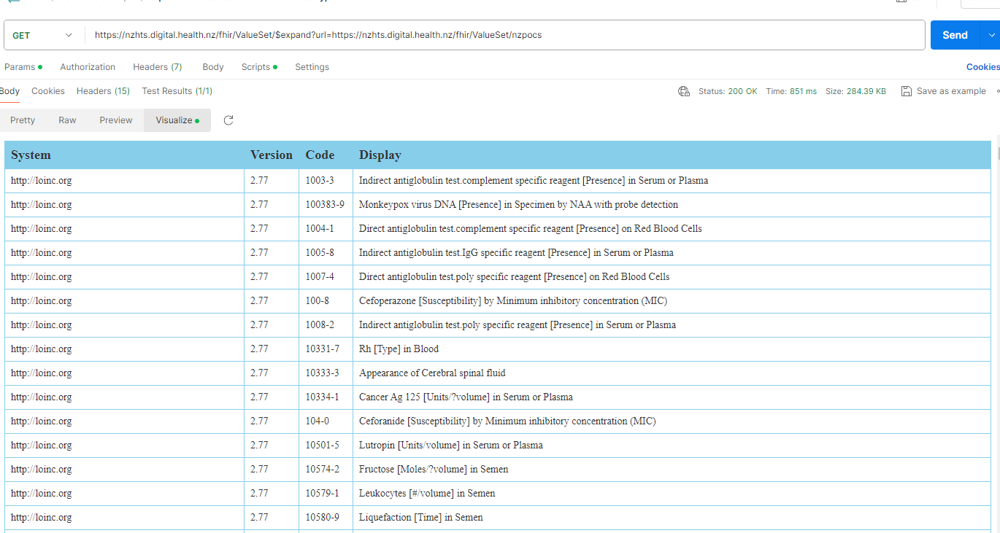 GET https://nzhts.digital.health.nz/fhir/ValueSet/$expand?url=https://nzhts.digital.health.nz/fhir/ValueSet/nzpocs Send
Params Authorization Headers (7) Body Scripts Settings Cookies
Body Cookies Headers (15) Test Results (1/1) Status: 200 OK Time: 851 ms Size: 284.39 KB Save as example
Pretty Raw Preview Visualize
System Version Code Display
http://loinc.org 2.77 1003-3 Indirect antiglobulin test.complement specific reagent [Presence] in Serum or Plasma
http://loinc.org 2.77 100383-9 Monkeypox virus DNA [Presence] in Specimen by NAA with probe detection
http://loinc.org 2.77 1004-1 Direct antiglobulin test.complement specific reagent [Presence] on Red Blood Cells
http://loinc.org 2.77 1005-8 Indirect antiglobulin test.IgG specific reagent [Presence] in Serum or Plasma
http://loinc.org 2.77 1007-4 Direct antiglobulin test.poly specific reagent [Presence] on Red Blood Cells
http://loinc.org 2.77 100-8 Cefoperazone [Susceptibility] by Minimum inhibitory concentration (MIC)
http://loinc.org 2.77 1008-2 Indirect antiglobulin test.poly specific reagent [Presence] in Serum or Plasma
http://loinc.org 2.77 10331-7 Rh [Type] in Blood
http://loinc.org 2.77 10333-3 Appearance of Cerebral spinal fluid
http://loinc.org 2.77 10334-1 Cancer Ag 125 [Units/?volume] in Serum or Plasma
http://loinc.org 2.77 104-0 Ceforanide [Susceptibility] by Minimum inhibitory concentration (MIC)
http://loinc.org 2.77 10501-5 Lutropin [Units/volume] in Serum or Plasma
http://loinc.org 2.77 10574-2 Fructose [Moles/?volume] in Semen
http://loinc.org 2.77 10579-1 Leukocytes [#/volume] in Semen
http://loinc.org 2.77 10580-9 Liquefaction [Time] in Semen